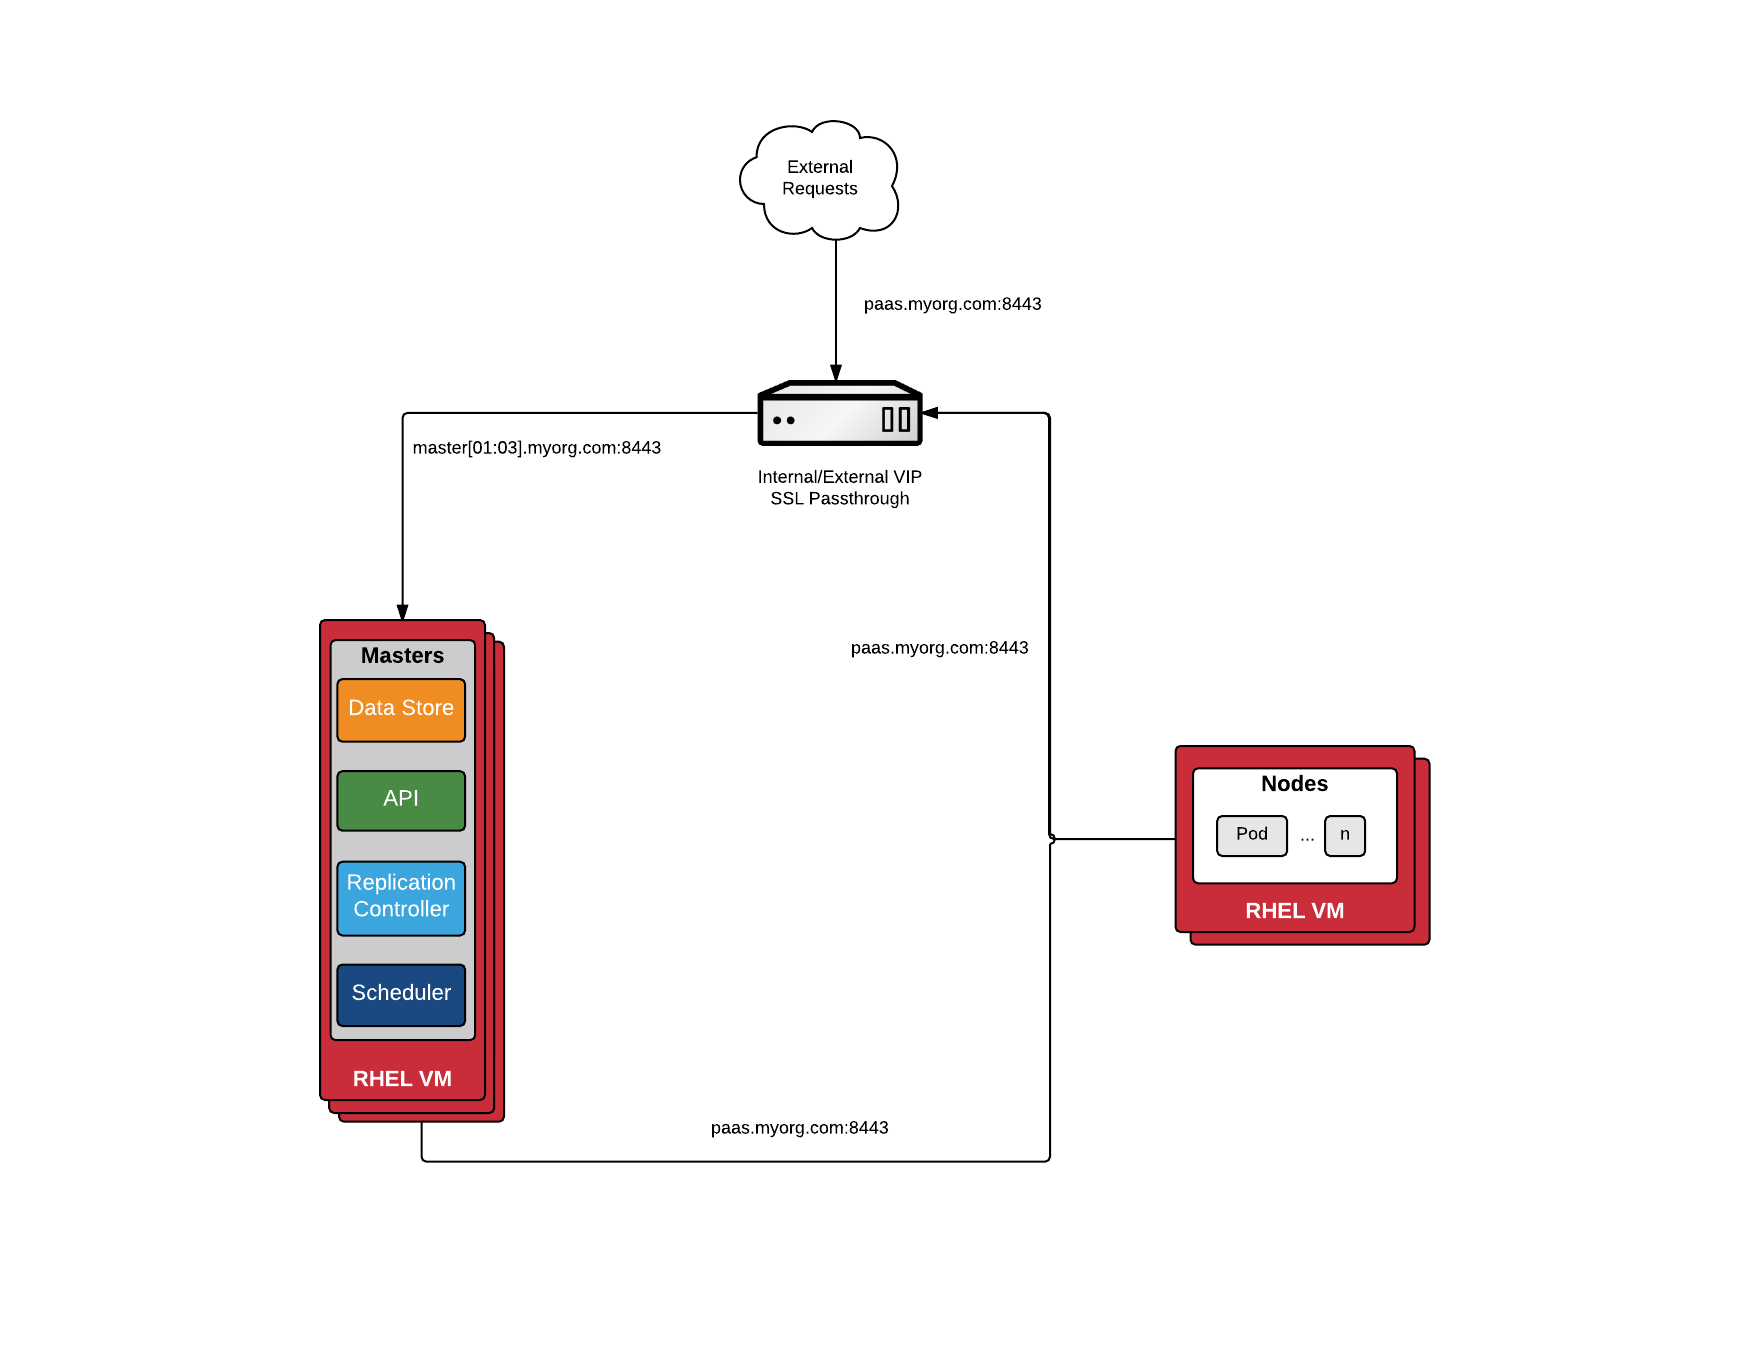 External
Requests
paas.myorg.com:8443
master[01:03].myorg.com:8443
Internal/External VIP
SSL Passthrough
paas.myorg.com:8443
Masters
Data Store
API
Replication
Controller
Scheduler
RHEL VM
Nodes
Pod ... n
RHEL VM
paas.myorg.com:8443